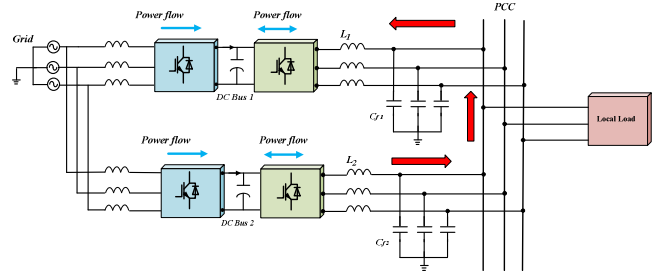 PCC
Power flow
Power flow
L1
Grid
DC Bus 1
Cf1
Local Load
Power flow
Power flow
L2
DC Bus 2
Cf2